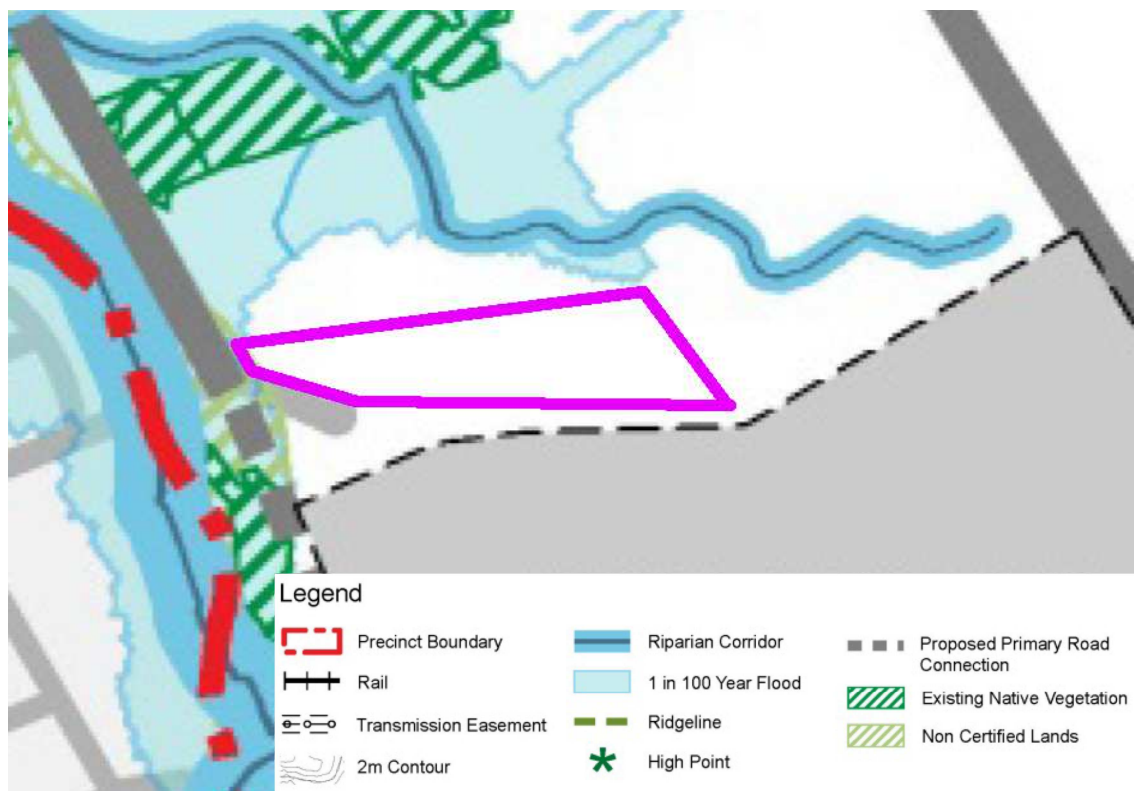 Legend
Precinct Boundary
Rail
Transmission Easement
2m Contour
Riparian Corridor
1 in 100 Year Flood
Ridgeline
High Point
Proposed Primary Road
Connection
Existing Native Vegetation
Non Certified Lands